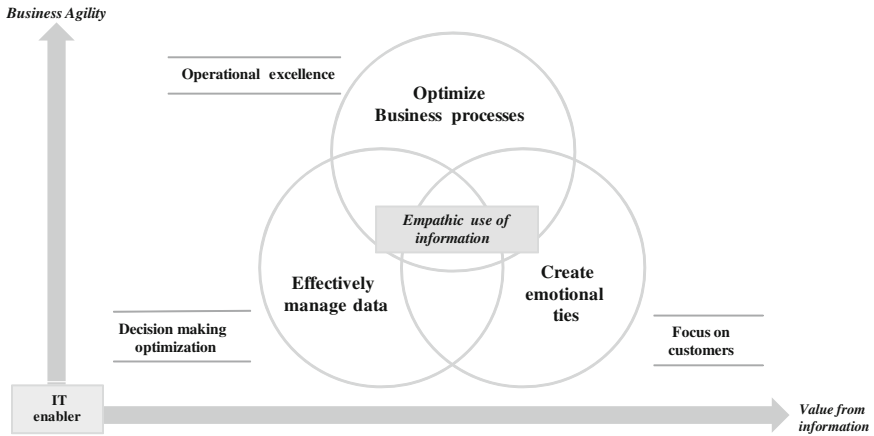 Business Agility
Operational excellence
Optimize
Business processes
Empathic use of
information
Effectively
manage data
Create
emotional
ties
Decision making
optimization
Focus on
customers
IT
enabler
Value from
information